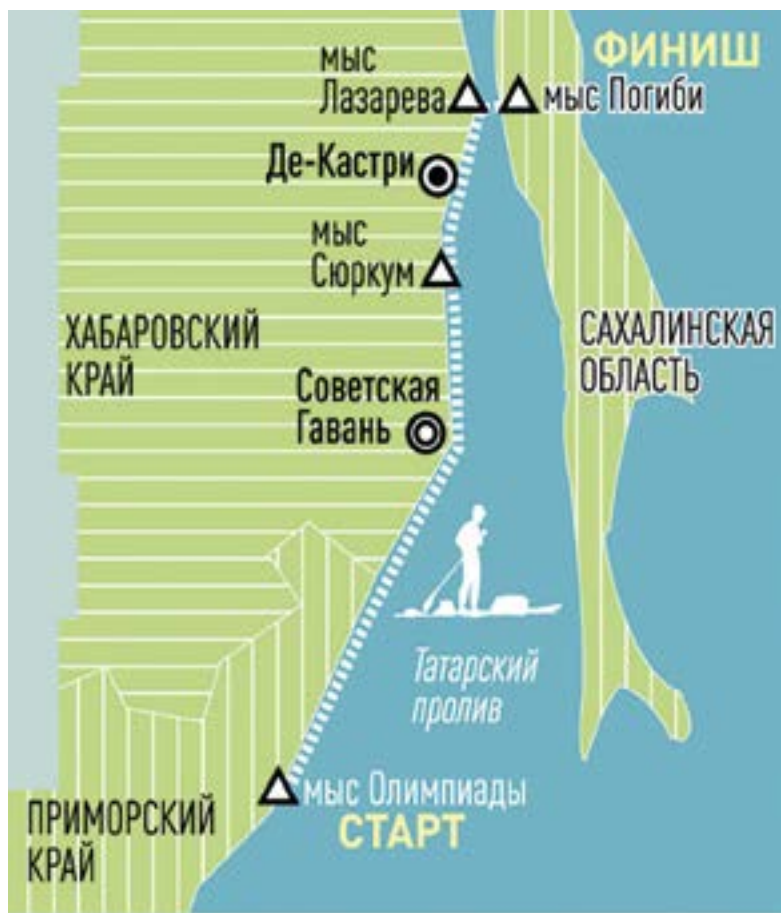 ФИНИШ
мыс
Лазарева
мыс Погиби
Де-Кастри
мыс
Сюркум
ХАБАРОВСКИЙ
КРАЙ
САХАЛИНСКАЯ
ОБЛАСТЬ
Советская
Гавань
Татарский
пролив
мыс Олимпиады
СТАРТ
ПРИМОРСКИЙ
КРАЙ